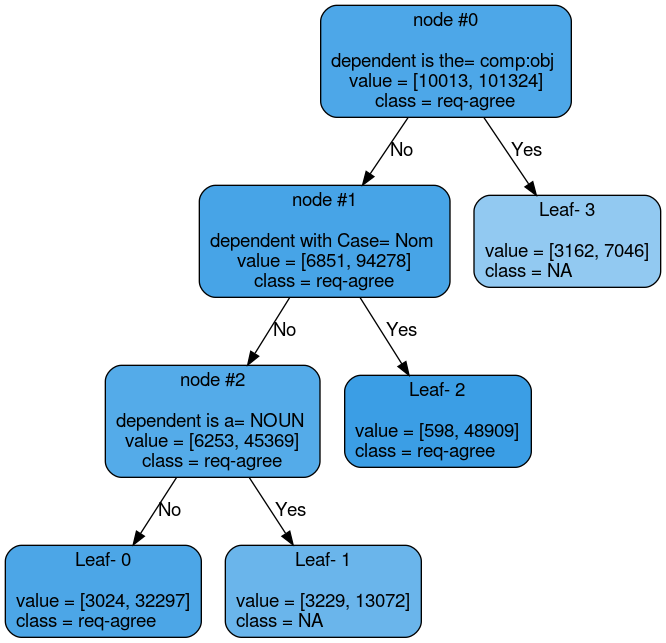 node #0
dependent is the= comp:obj
value = [10013, 101324]
class = req-agree
No
Yes
node #1
dependent with Case= Nom
value = [6851, 94278]
class = req-agree
Leaf- 3
value = [3162, 7046]
class = NA
No
Yes
node #2
dependent is a= NOUN
value = [6253, 45369]
class = req-agree
Leaf- 2
value = [598, 48909]
class = req-agree
No
Yes
Leaf- 0
value = [3024, 32297]
class = req-agree
Leaf- 1
value = [3229, 13072]
class = NA